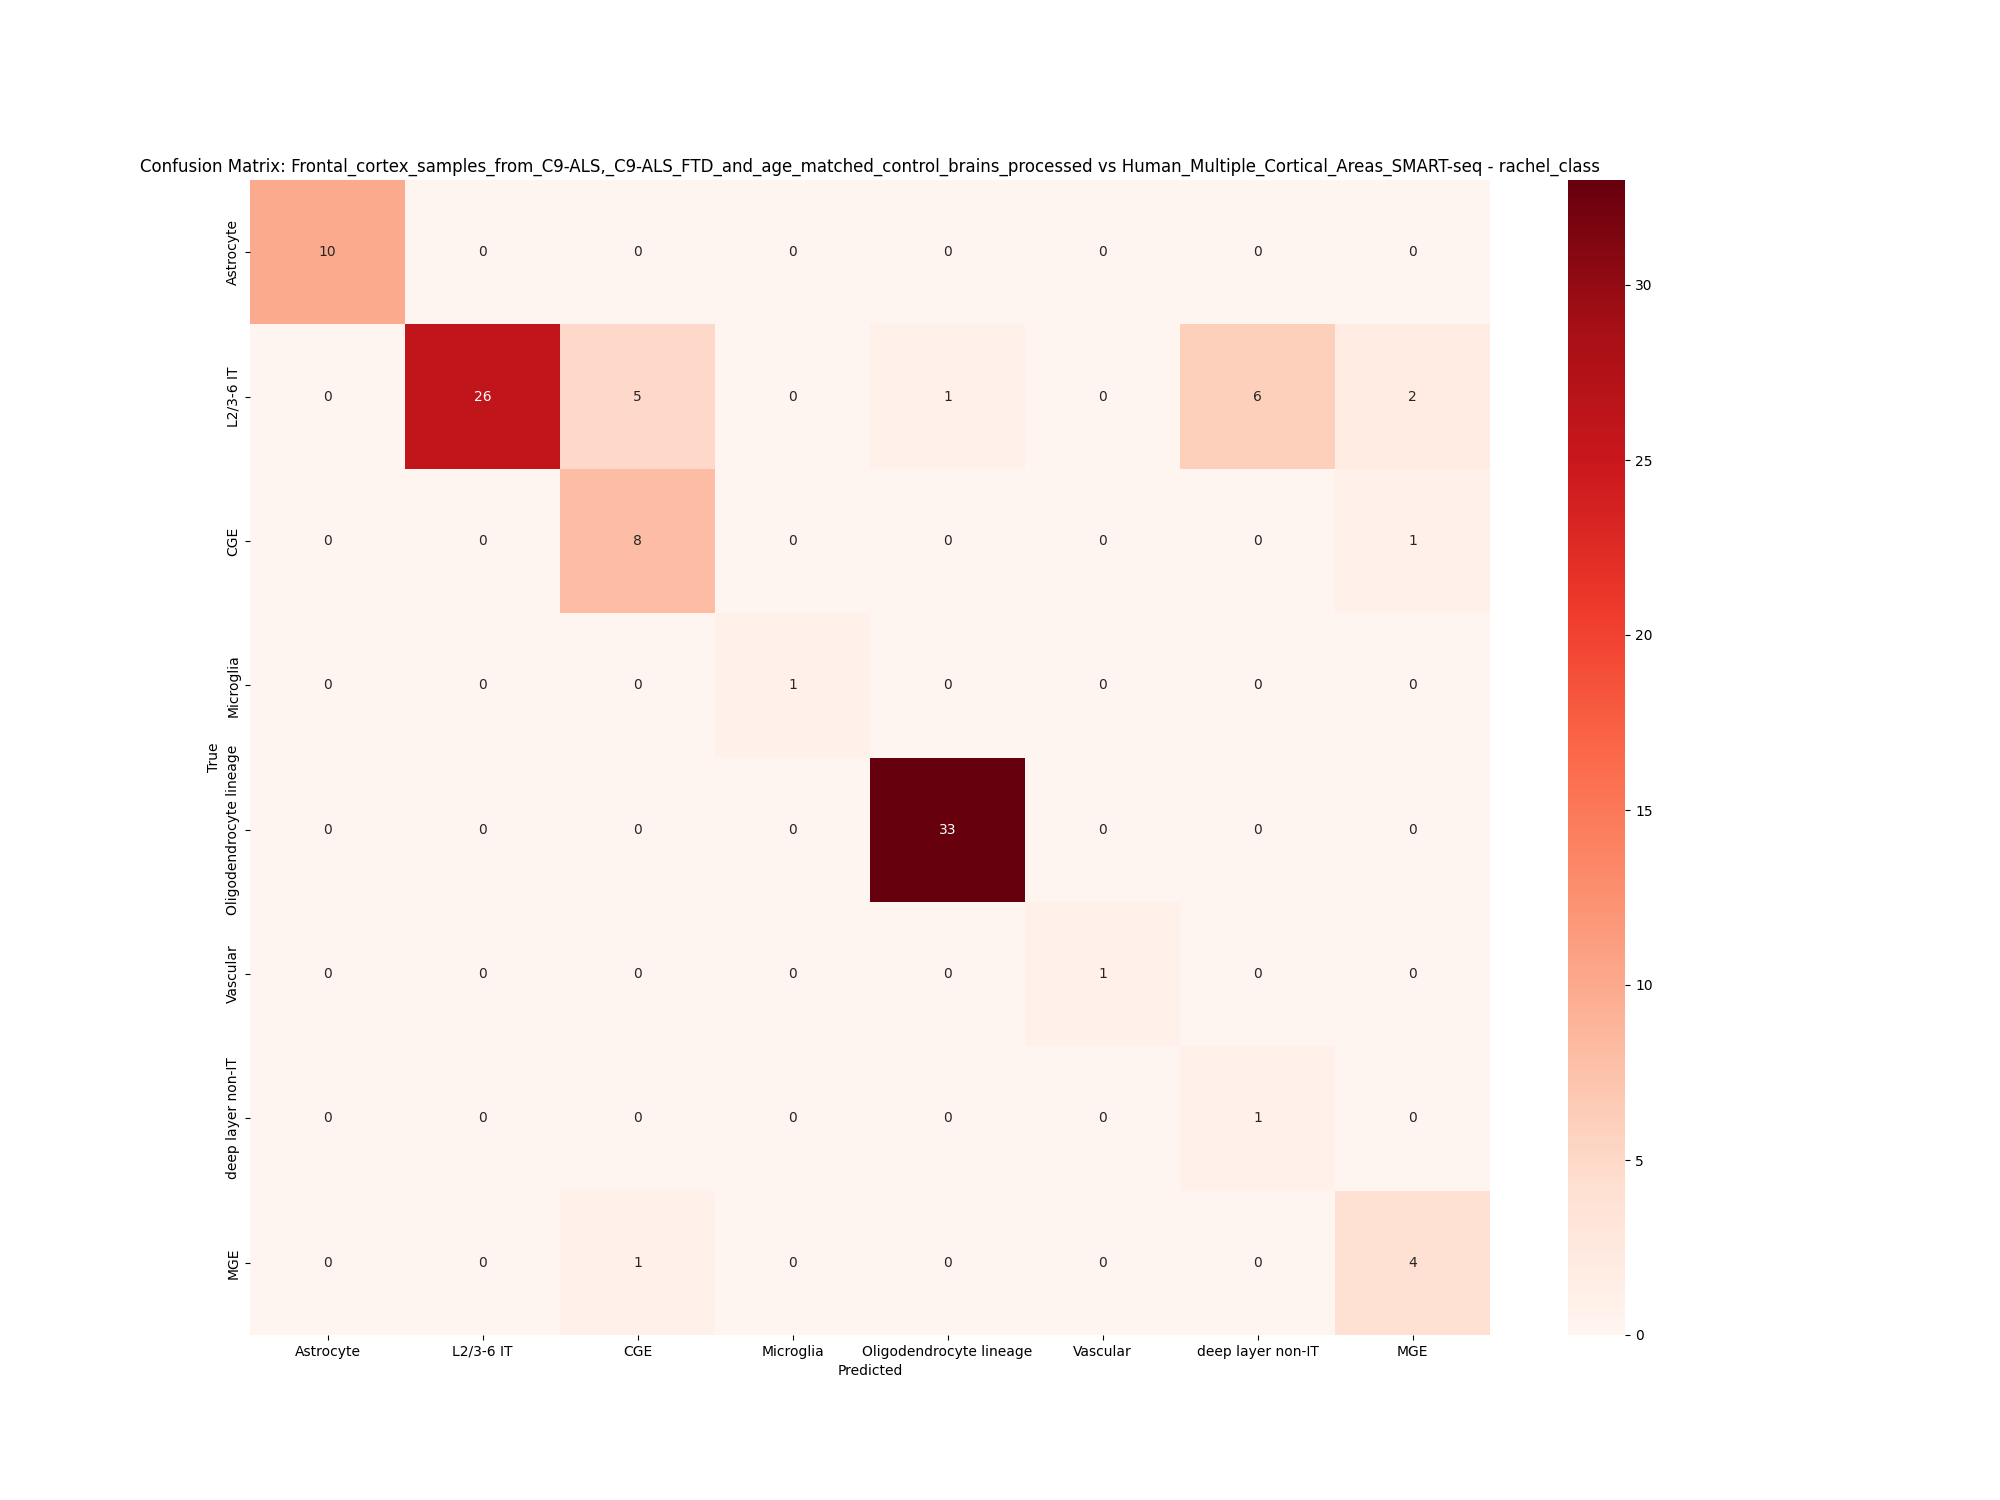 Confusion Matrix: Frontal_cortex_samples_from_C9-ALS,_C9-ALS_FTD_and_age_matched_control_brains_processed vs Human_Multiple_Cortical_Areas_SMART-seq - rachel_class
Astrocyte 10 0 0 0 0 0 0 0
L2/3-6 IT 0 26 5 0 1 0 6 2
CGE 0 0 8 0 0 0 0 1
Microglia 0 0 0 1 0 0 0 0
True
Oligodendrocyte lineage 0 0 0 0 33 0 0 0
Vascular 0 0 0 0 0 1 0 0
deep layer non-IT 0 0 0 0 0 0 1 0
MGE 0 0 1 0 0 0 0 4
Astrocyte L2/3-6 IT CGE Microglia Oligodendrocyte lineage Vascular deep layer non-IT MGE
Predicted
30
25
20
15
10
5
0